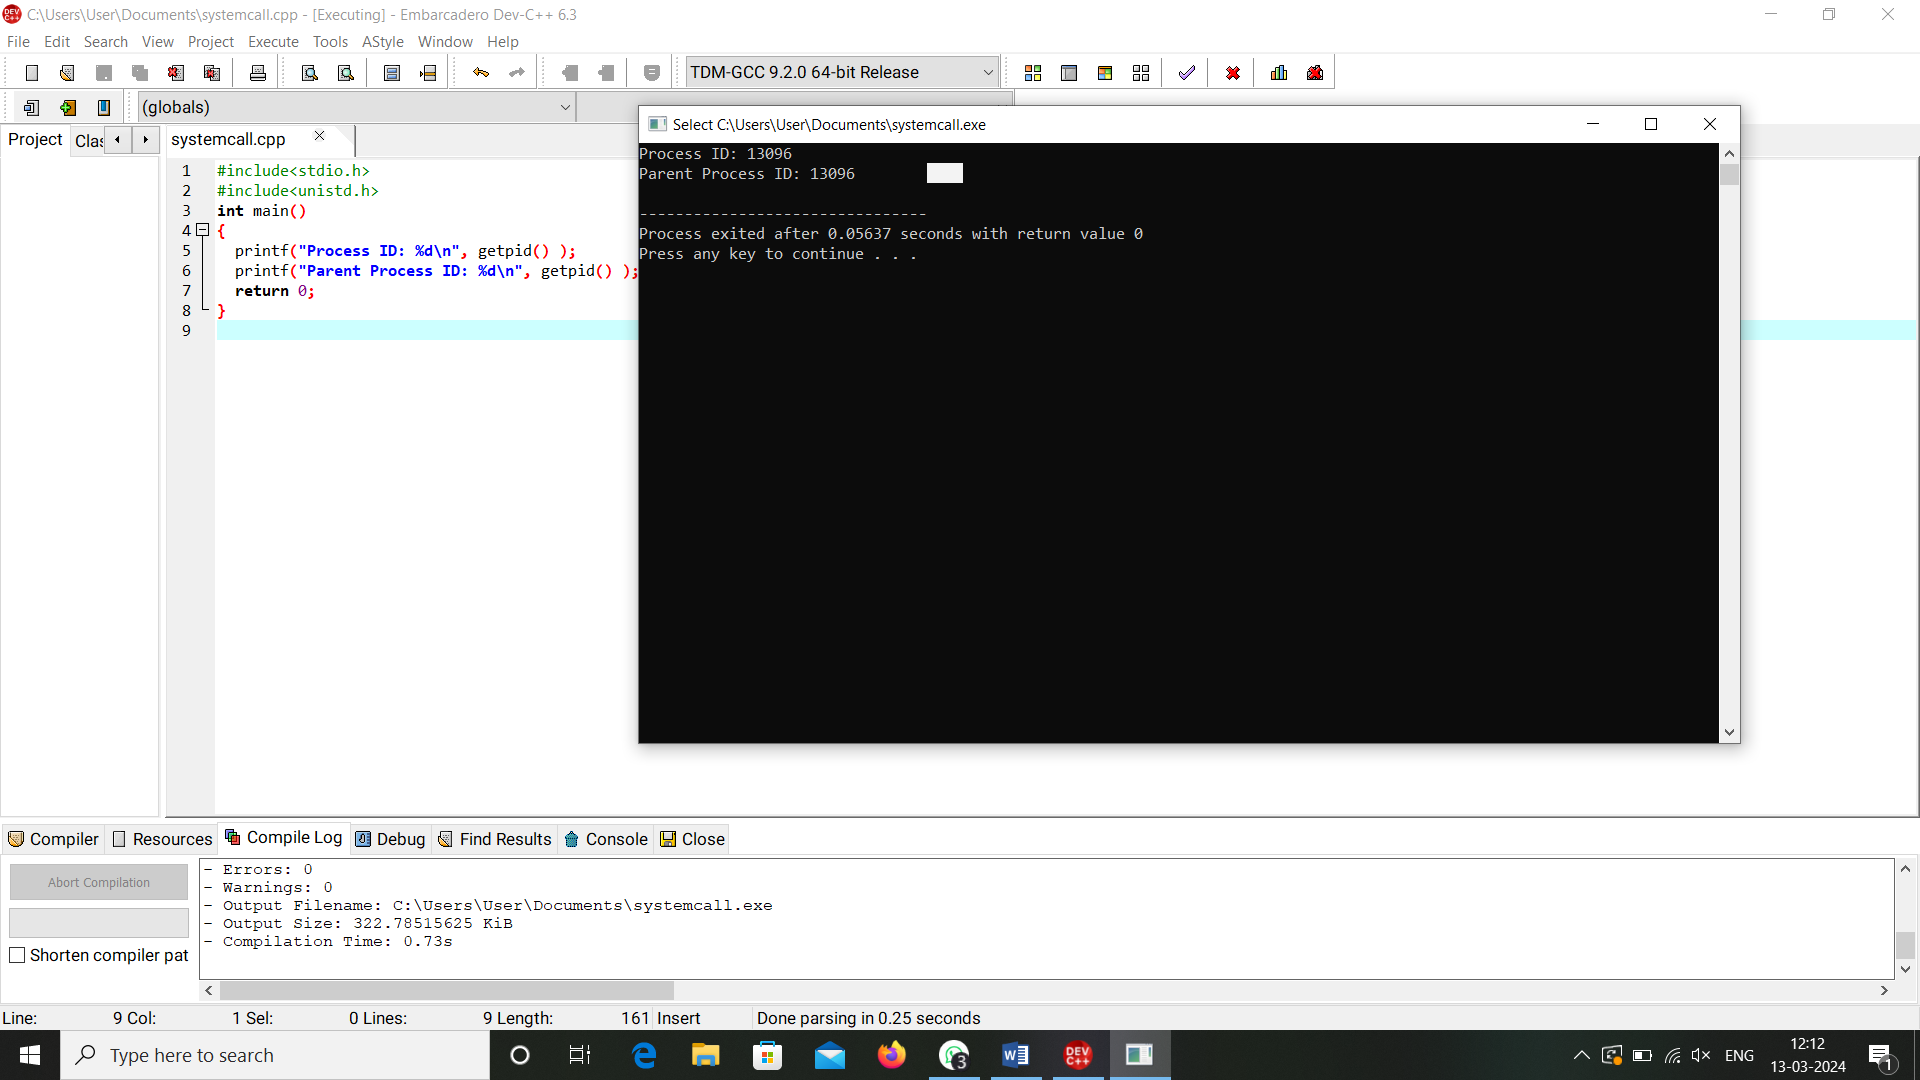 C:\Users\User\Documents\systemcall.cpp - [Executing] - Embarcadero Dev-C++ 6.3
File Edit Search View Project Execute Tools AStyle Window Help
TDM-GCC 9.2.0 64-bit Release
(globals)
Project Clas
systemcall.cpp
1 #include<stdio.h>
2 #include<unistd.h>
3 int main()
4 {
5 printf("Process ID: %d\n", getpid() );
6 printf("Parent Process ID: %d\n", getpid() );
7 return 0;
8 }
9
Select C:\Users\User\Documents\systemcall.exe
Process ID: 13096
Parent Process ID: 13096
--------------------------------
Process exited after 0.05637 seconds with return value 0
Press any key to continue . . .
Compiler Resources Compile Log Debug Find Results Console Close
Abort Compilation
Shorten compiler pat
- Errors: 0
- Warnings: 0
- Output Filename: C:\Users\User\Documents\systemcall.exe
- Output Size: 322.78515625 KiB
- Compilation Time: 0.73s
Line: 9 Col: 1 Sel: 0 Lines: 9 Length: 161 Insert Done parsing in 0.25 seconds
Type here to search
3
DEV C++
ENG
12:12
13-03-2024
1